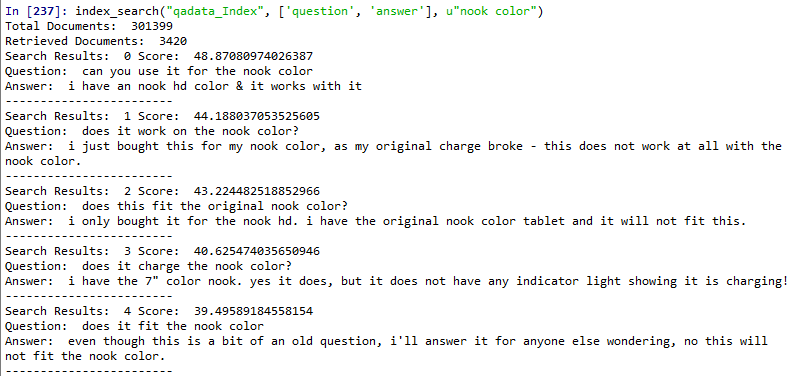 In [237]: index_search("qadata_Index", ['question', 'answer'], u"nook color")
Total Documents:  301399
Retrieved Documents:  3420
Search Results:  0 Score:  48.87080974026387
Question:  can you use it for the nook color
Answer:  i have an nook hd color & it works with it
------------------------
Search Results:  1 Score:  44.188037053525605
Question:  does it work on the nook color?
Answer:  i just bought this for my nook color, as my original charge broke - this does not work at all with the
nook color.
------------------------
Search Results:  2 Score:  43.224482518852966
Question:  does this fit the original nook color?
Answer:  i only bought it for the nook hd. i have the original nook color tablet and it will not fit this.
------------------------
Search Results:  3 Score:  40.625474035650946
Question:  does it charge the nook color?
Answer:  i have the 7" color nook. yes it does, but it does not have any indicator light showing it is charging!
------------------------
Search Results:  4 Score:  39.49589184558154
Question:  does it fit the nook color
Answer:  even though this is a bit of an old question, i'll answer it for anyone else wondering, no this will
not fit the nook color.
------------------------